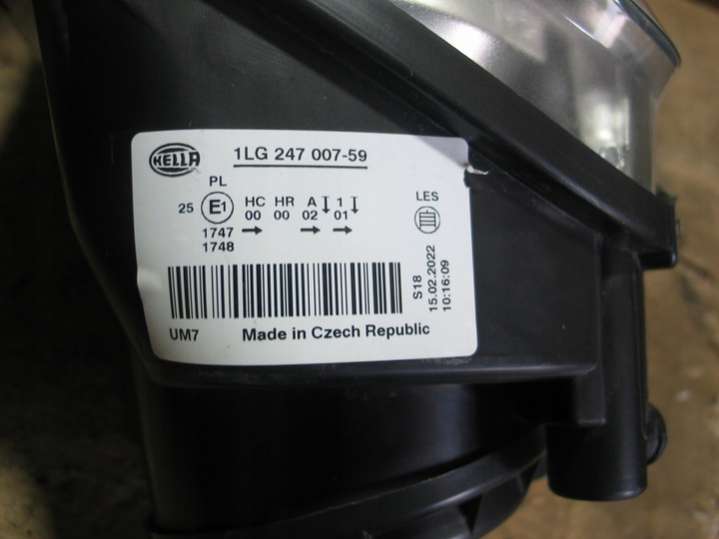 HELLA 1LG 247 007-59
PL
25 E1 HC HR A 1
00 00 02 01
1747
1748
LES
S18
15.02.2022
10:16:09
UM7 Made in Czech Republic